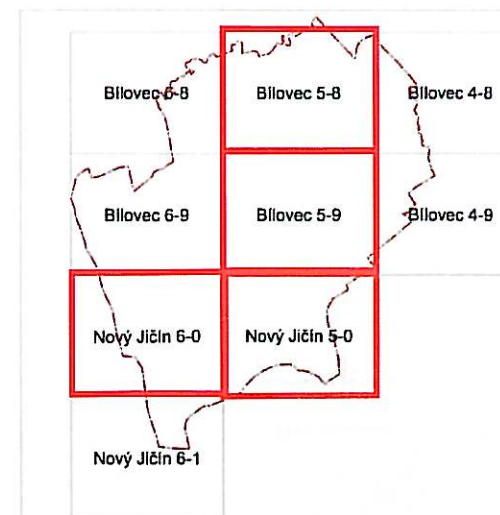 Bílovec 6-8 Bílovec 5-8 Bílovec 4-8
Bílovec 6-9 Bílovec 5-9 Bílovec 4-9
Nový Jičín 6-0 Nový Jičín 5-0
Nový Jičín 6-1